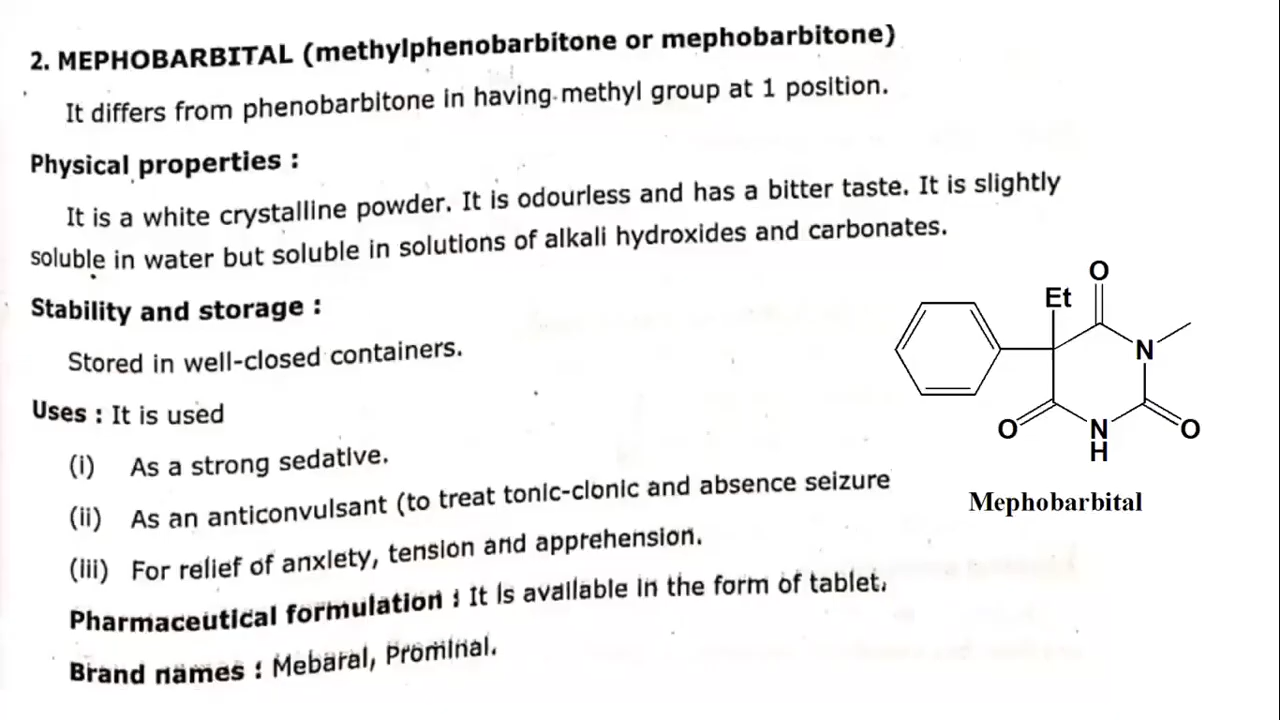 2. MEPHOBARBITAL (methylphenobarbitone or mephobarbitone)
It differs from phenobarbitone in having methyl group at 1 position.
Physical properties :
It is a white crystalline powder. It is odourless and has a bitter taste. It is slightly
soluble in water but soluble in solutions of alkali hydroxides and carbonates.
Stability and storage :
Stored in well-closed containers.
Uses : It is used
(i) As a strong sedative.
(ii) As an anticonvulsant (to treat tonic-clonic and absence seizure
(iii) For relief of anxiety, tension and apprehension.
Pharmaceutical formulation : It is available in the form of tablet.
Brand names : Mebaral, Prominal.
O
Et
N
O
N
H
O
Mephobarbital